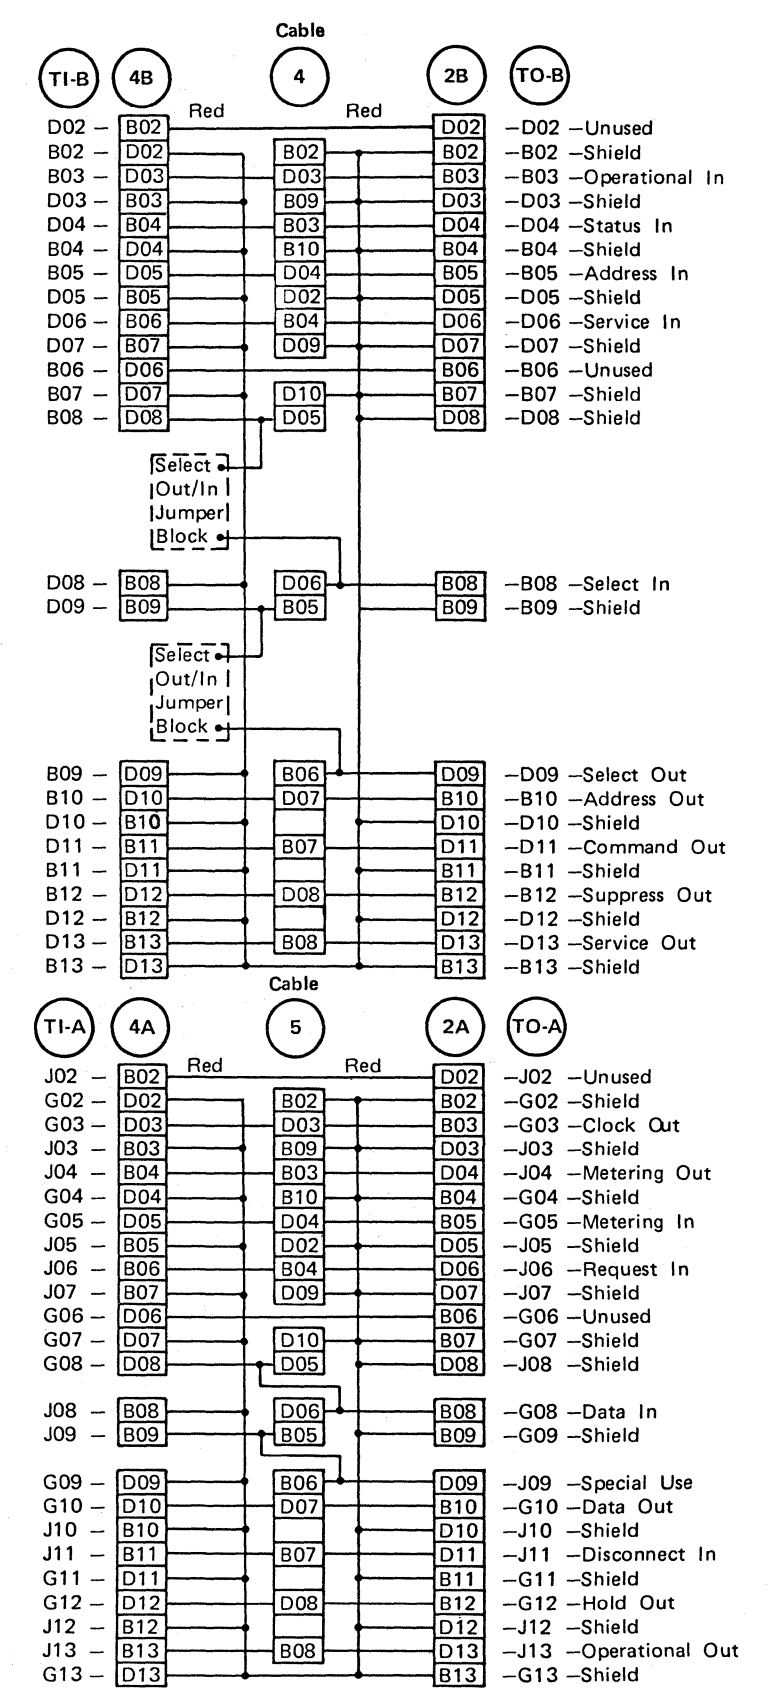 Cable
TI-B 4B 4 2B TO-B
Red Red
D02 – B02 D02 –D02 –Unused
B02 – D02 B02 B02 –B02 –Shield
B03 – D03 D03 B03 –B03 –Operational In
D03 – B03 B09 D03 –D03 –Shield
D04 – B04 B03 D04 –D04 –Status In
B04 – D04 B10 B04 –B04 –Shield
B05 – D05 D04 B05 –B05 –Address In
D05 – B05 D02 D05 –D05 –Shield
D06 – B06 B04 D06 –D06 –Service In
D07 – B07 D09 D07 –D07 –Shield
B06 – D06 B06 –B06 –Unused
B07 – D07 D10 B07 –B07 –Shield
B08 – D08 D05 D08 –D08 –Shield
Select
Out/In
Jumper
Block
D08 – B08 D06 B08 –B08 –Select In
D09 – B09 B05 B09 –B09 –Shield
Select
Out/In
Jumper
Block
B09 – D09 B06 D09 –D09 –Select Out
B10 – D10 D07 B10 –B10 –Address Out
D10 – B10 D10 –D10 –Shield
D11 – B11 B07 D11 –D11 –Command Out
B11 – D11 B11 –B11 –Shield
B12 – D12 D08 B12 –B12 –Suppress Out
D12 – B12 D12 –D12 –Shield
D13 – B13 B08 D13 –D13 –Service Out
B13 – D13 B13 –B13 –Shield
Cable
TI-A 4A 5 2A TO-A
Red Red
J02 – B02 D02 –J02 –Unused
G02 – D02 B02 B02 –G02 –Shield
G03 – D03 D03 B03 –G03 –Clock Out
J03 – B03 B09 D03 –J03 –Shield
J04 – B04 B03 D04 –J04 –Metering Out
G04 – D04 B10 B04 –G04 –Shield
G05 – D05 D04 B05 –G05 –Metering In
J05 – B05 D02 D05 –J05 –Shield
J06 – B06 B04 D06 –J06 –Request In
J07 – B07 D09 D07 –J07 –Shield
G06 – D06 B06 –G06 –Unused
G07 – D07 D10 B07 –G07 –Shield
G08 – D08 D05 D08 –J08 –Shield
J08 – B08 D06 B08 –G08 –Data In
J09 – B09 B05 B09 –G09 –Shield
G09 – D09 B06 D09 –J09 –Special Use
G10 – D10 D07 B10 –G10 –Data Out
J10 – B10 D10 –J10 –Shield
J11 – B11 B07 D11 –J11 –Disconnect In
G11 – D11 B11 –G11 –Shield
G12 – D12 D08 B12 –G12 –Hold Out
J12 – B12 D12 –J12 –Shield
J13 – B13 B08 D13 –J13 –Operational Out
G13 – D13 B13 –G13 –Shield